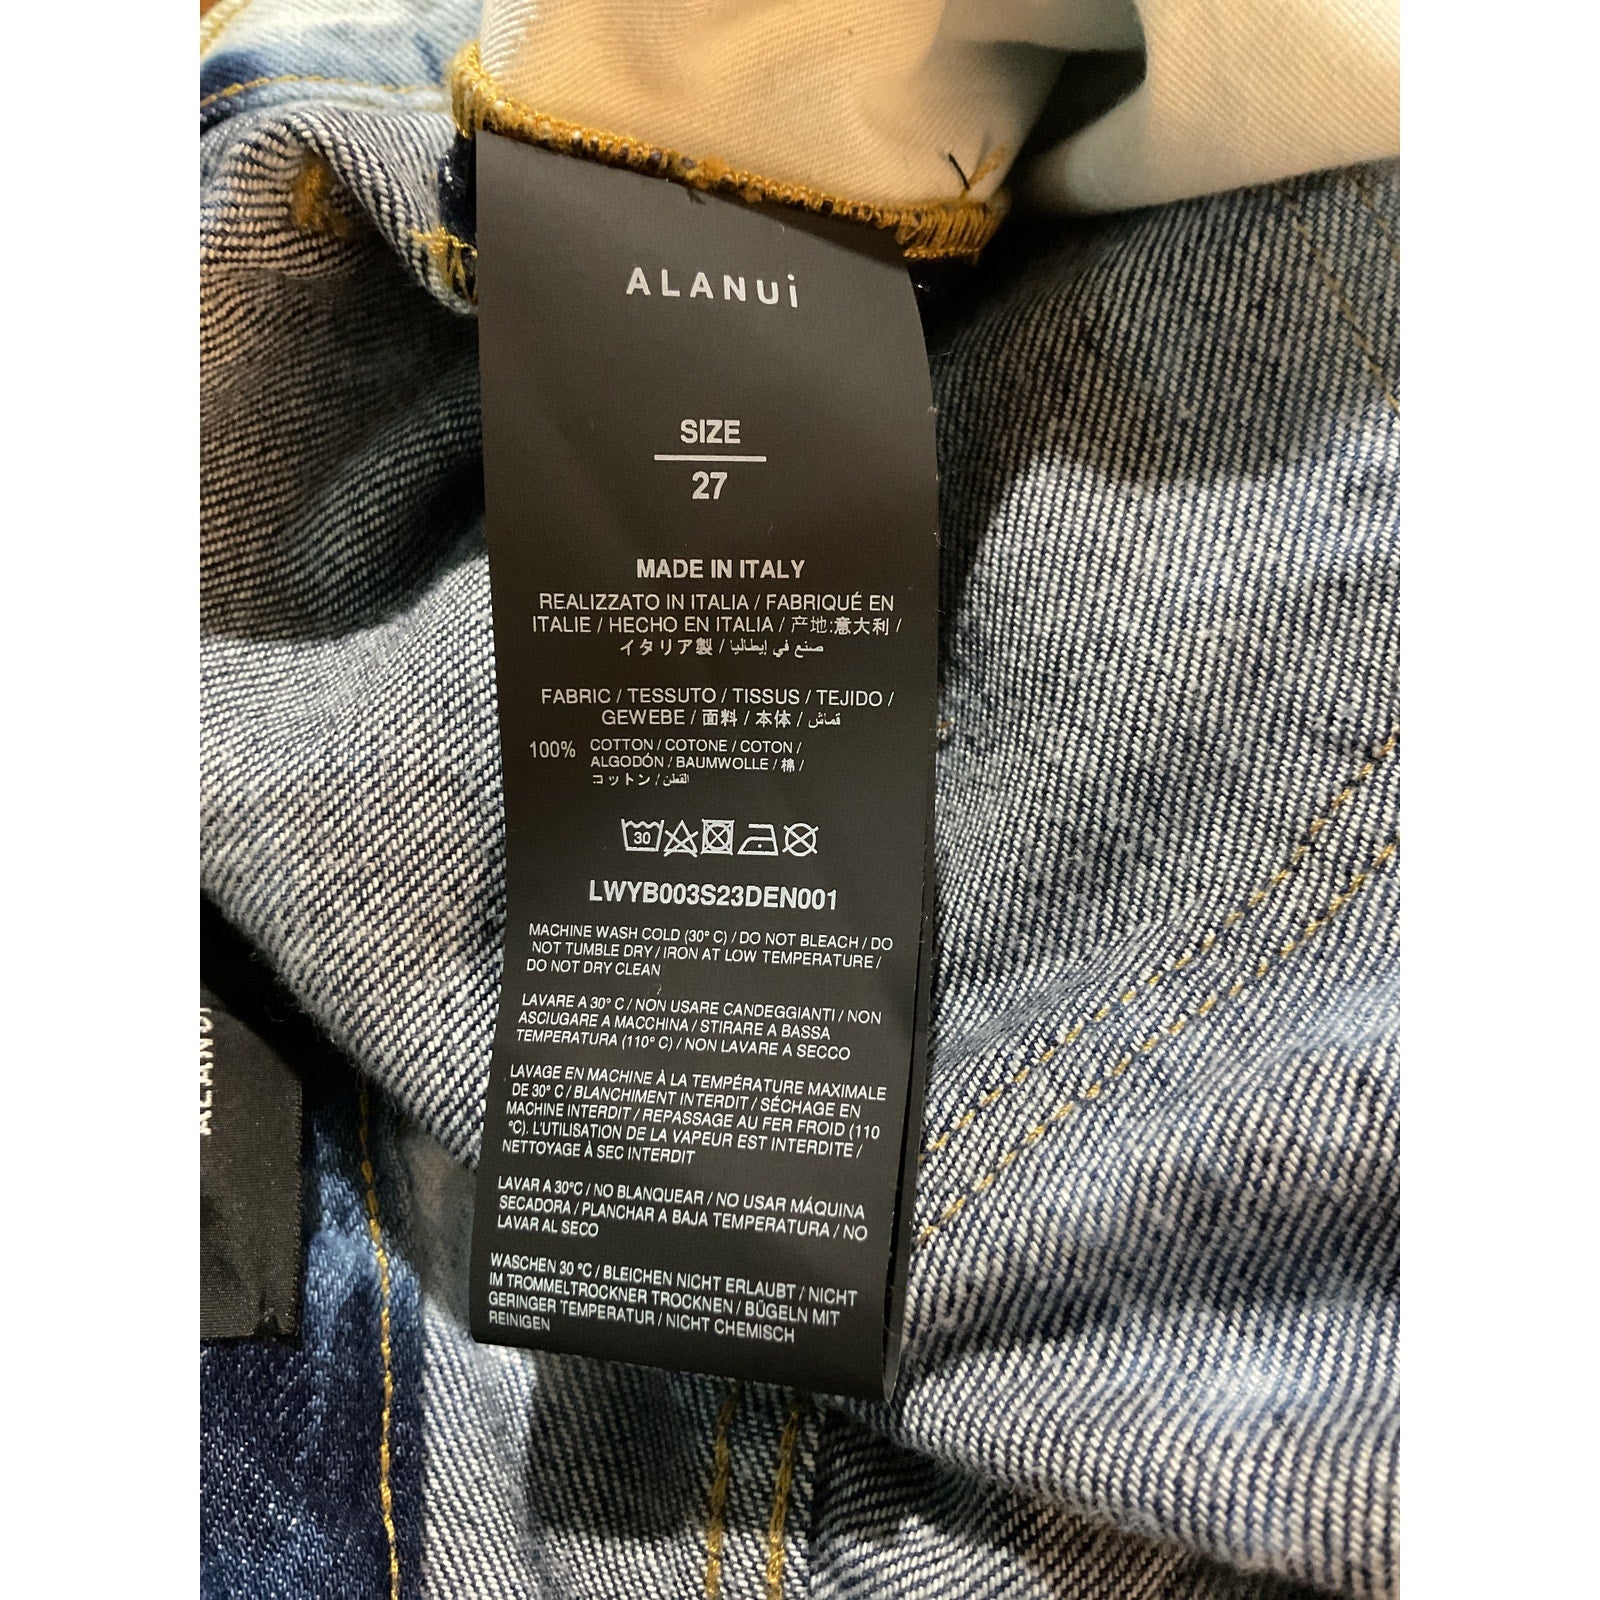 ALANUi
SIZE
27
MADE IN ITALY
REALIZZATO IN ITALIA / FABRIQUÉ EN
ITALIE / HECHO EN ITALIA / 产地:意大利 /
イタリア製 / صنع في إيطاليا
FABRIC / TESSUTO / TISSUS / TEJIDO /
GEWEBE / 面料 / 本体 / قماش
100% COTTON / COTONE / COTON /
ALGODÓN / BAUMWOLLE / 棉 /
コットン / القطن
30
LWYB003S23DEN001
MACHINE WASH COLD (30° C) / DO NOT BLEACH / DO
NOT TUMBLE DRY / IRON AT LOW TEMPERATURE /
DO NOT DRY CLEAN
LAVARE A 30° C / NON USARE CANDEGGIANTI / NON
ASCIUGARE A MACCHINA / STIRARE A BASSA
TEMPERATURA (110° C) / NON LAVARE A SECCO
LAVAGE EN MACHINE À LA TEMPÉRATURE MAXIMALE
DE 30° C / BLANCHIMENT INTERDIT / SÉCHAGE EN
MACHINE INTERDIT / REPASSAGE AU FER FROID (110
°C). L'UTILISATION DE LA VAPEUR EST INTERDITE /
NETTOYAGE À SEC INTERDIT
LAVAR A 30°C / NO BLANQUEAR / NO USAR MÁQUINA
SECADORA / PLANCHAR A BAJA TEMPERATURA / NO
LAVAR AL SECO
WASCHEN 30 °C / BLEICHEN NICHT ERLAUBT / NICHT
IM TROMMELTROCKNER TROCKNEN / BÜGELN MIT
GERINGER TEMPERATUR / NICHT CHEMISCH
REINIGEN